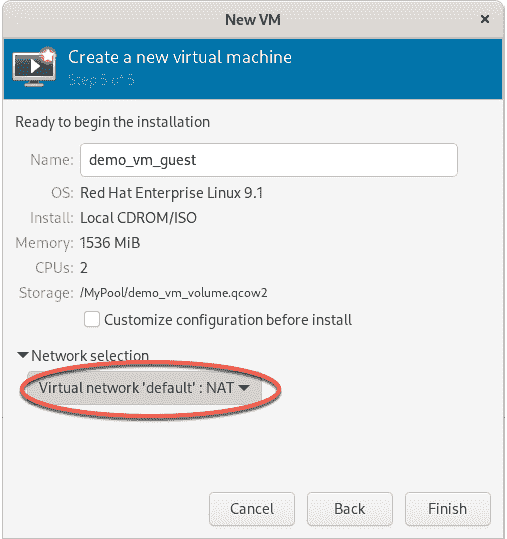 New VM
Create a new virtual machine
Step 5 of 5
Ready to begin the installation
Name: demo_vm_guest
OS: Red Hat Enterprise Linux 9.1
Install: Local CDROM/ISO
Memory: 1536 MiB
CPUs: 2
Storage: /MyPool/demo_vm_volume.qcow2
Customize configuration before install
Network selection
Virtual network 'default' : NAT
Cancel Back Finish